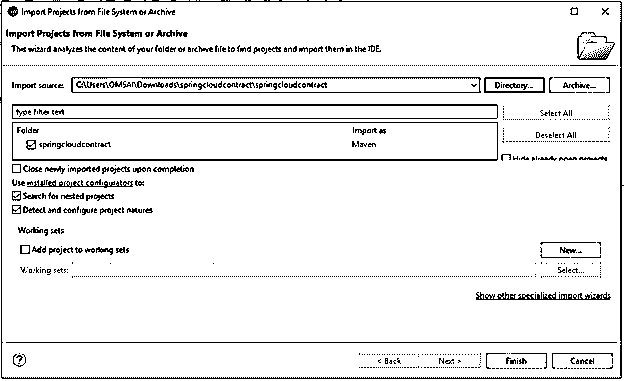 Import Projects from File System or Archive
Import Projects from File System or Archive
This wizard analyzes the content of your folder or archive file to find projects and import them in the IDE.
Import source: C:\Users\OMSAI\Downloads\springcloudcontract\springcloudcontract Directory... Archive...
type filter text Select All
Folder Import as Deselect All
springcloudcontract Maven
Hide already open projects
Close newly imported projects upon completion
Use installed project configurators to:
Search for nested projects
Detect and configure project natures
Working sets
Add project to working sets New...
Working sets: Select...
Show other specialized import wizards
? < Back Next > Finish Cancel